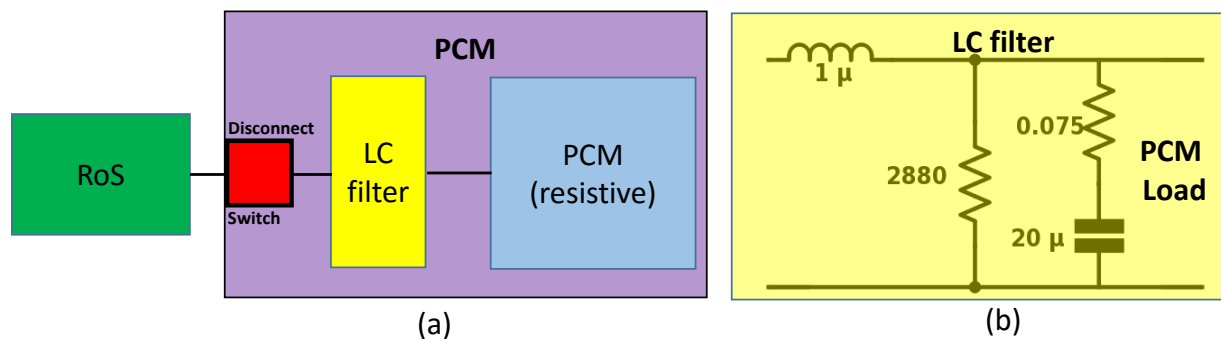 PCM
Disconnect
RoS
LC
filter
PCM
(resistive)
Switch
(a)
LC filter
1 µ
0.075
2880
PCM
Load
20 µ
(b)